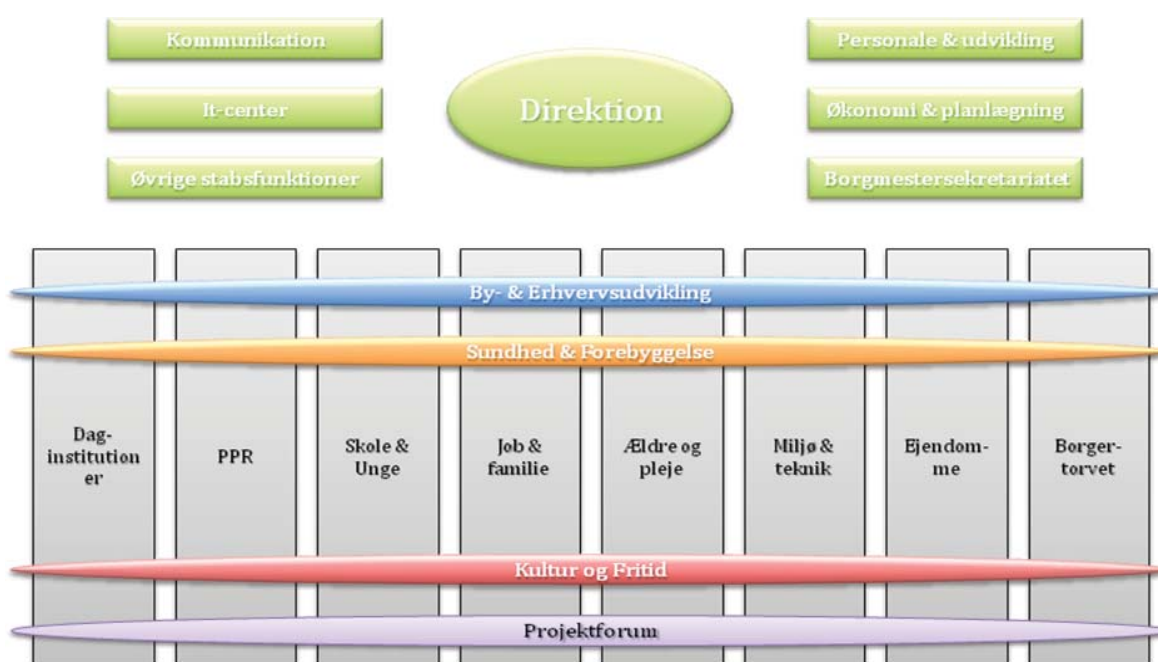 Kommunikation
It-center
Øvrige stabsfunktioner
Direktion
Personale & udvikling
Økonomi & planlægning
Borgmestersekretariatet
By- & Erhvervsudvikling
Sundhed & Forebyggelse
Dag-
institution
er
PPR
Skole &
Unge
Job &
familie
Ældre og
pleje
Miljø &
teknik
Ejendom-
me
Borger-
torvet
Kultur og Fritid
Projektforum